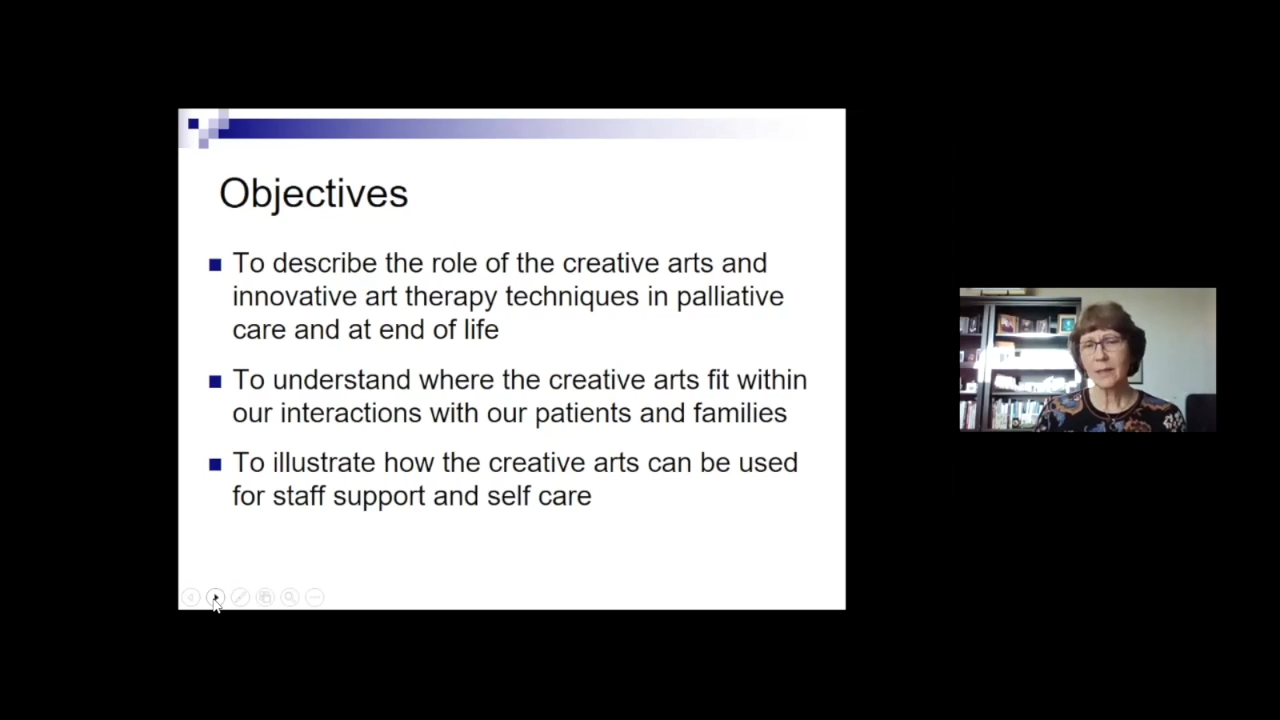 Objectives
To describe the role of the creative arts and
innovative art therapy techniques in palliative
care and at end of life
To understand where the creative arts fit within
our interactions with our patients and families
To illustrate how the creative arts can be used
for staff support and self care